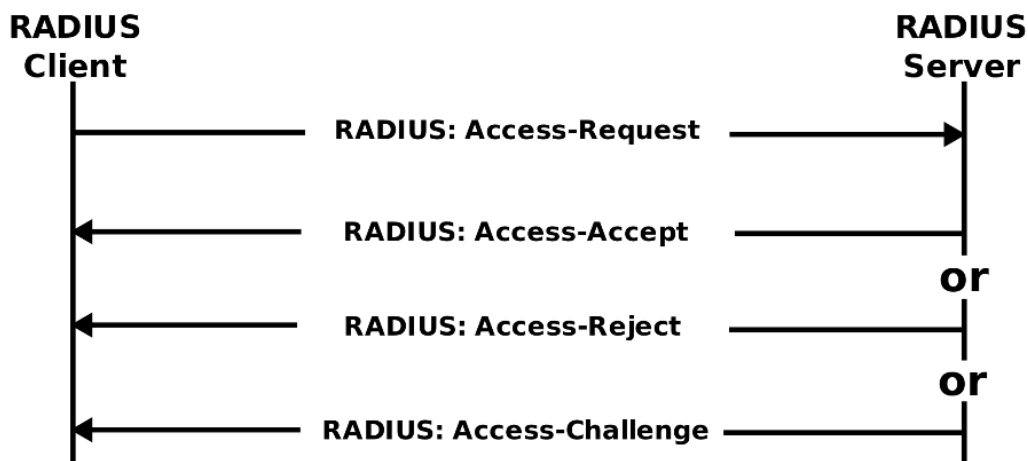 RADIUS
Client
RADIUS
Server
RADIUS: Access-Request
RADIUS: Access-Accept
or
RADIUS: Access-Reject
or
RADIUS: Access-Challenge